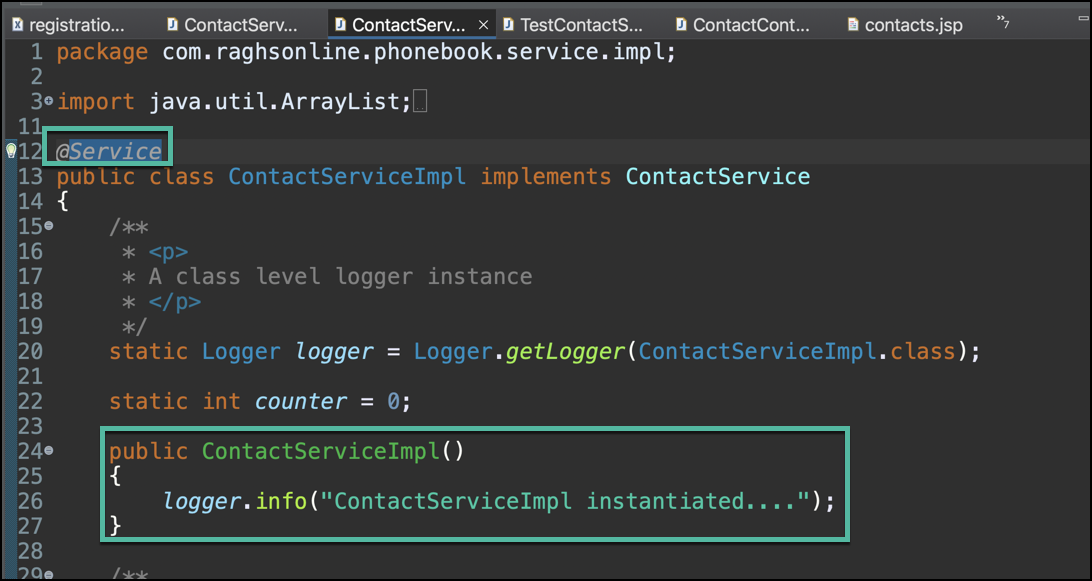 registratio... ContactServ... ContactServ... TestContactS... ContactCont... contacts.jsp »7
1 package com.raghsonline.phonebook.service.impl;
2
3 import java.util.ArrayList;
11
12 @Service
13 public class ContactServiceImpl implements ContactService
14 {
15 /**
16 * <p>
17 * A class level logger instance
18 * </p>
19 */
20 static Logger logger = Logger.getLogger(ContactServiceImpl.class);
21
22 static int counter = 0;
23
24 public ContactServiceImpl()
25 {
26 logger.info("ContactServiceImpl instantiated....");
27 }
28
29 /**